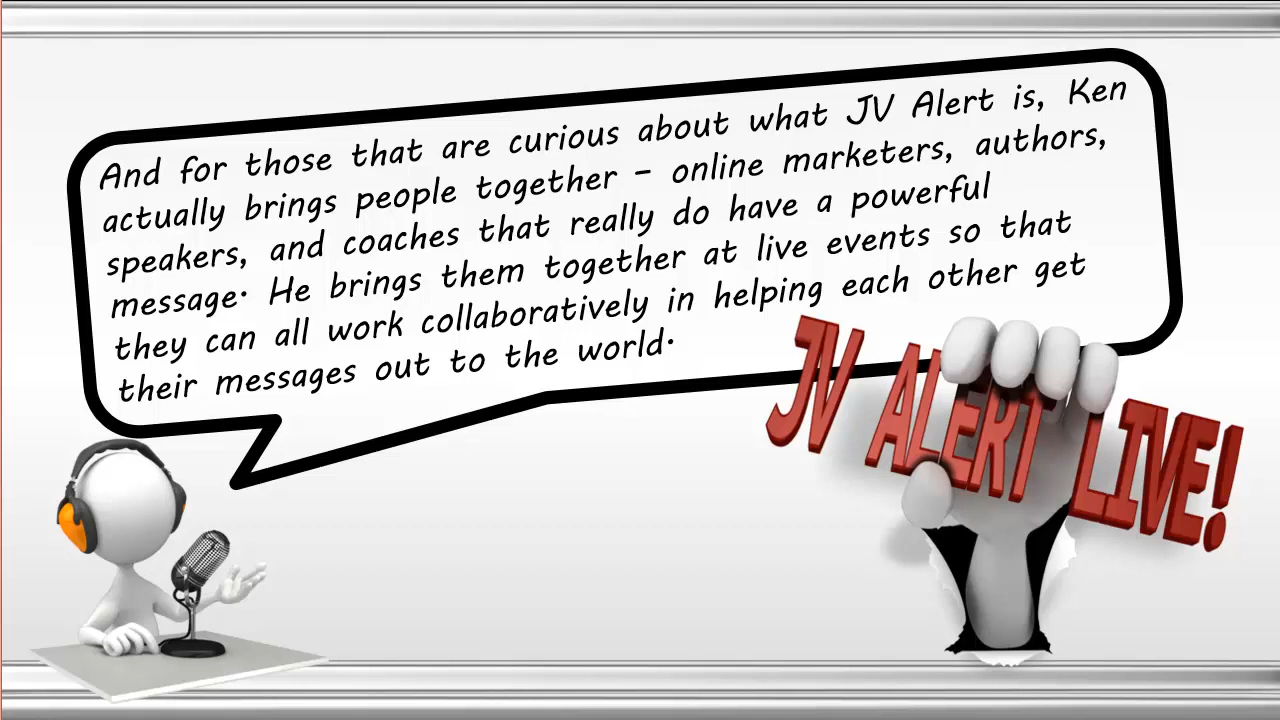 And for those that are curious about what JV Alert is, Ken
actually brings people together – online marketers, authors,
speakers, and coaches that really do have a powerful
message. He brings them together at live events so that
they can all work collaboratively in helping each other get
their messages out to the world.
JV ALERT LIVE!